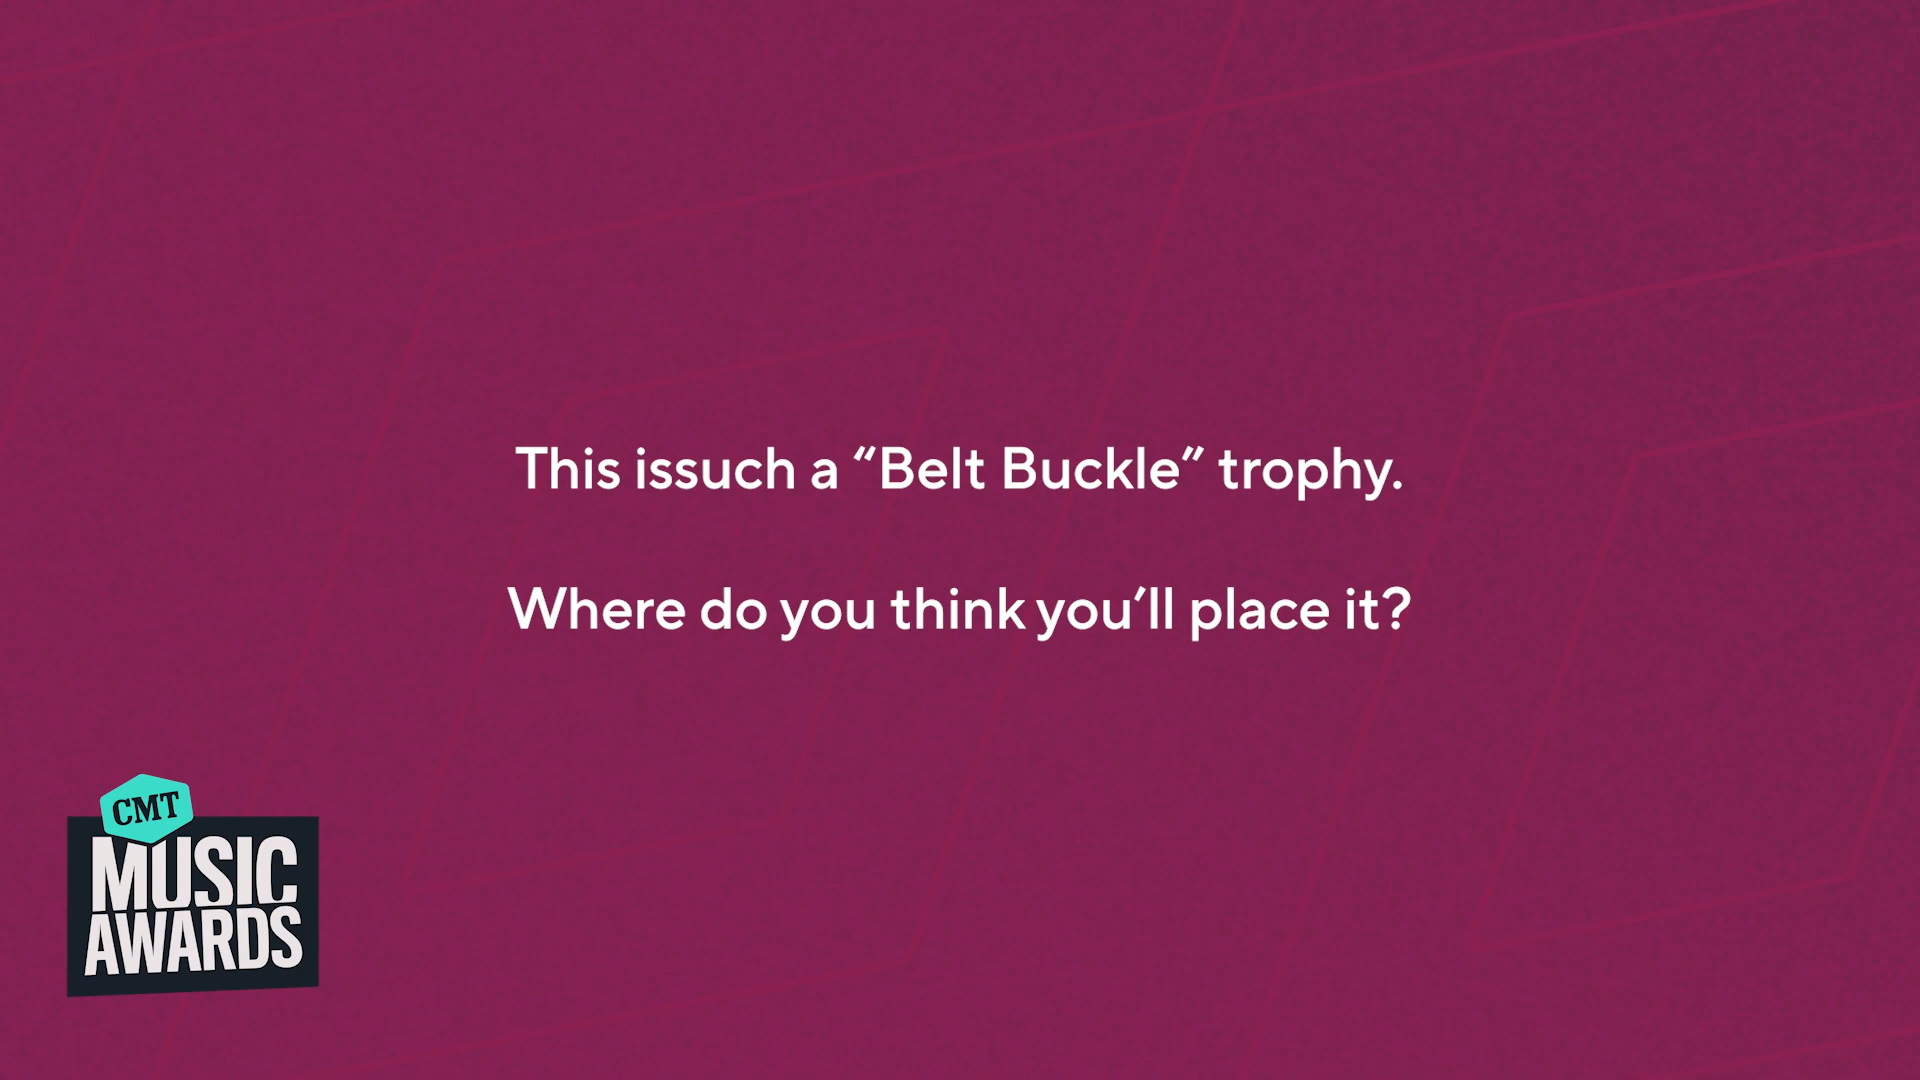 This issuch a “Belt Buckle” trophy.
Where do you think you’ll place it?
CMT
MUSIC
AWARDS